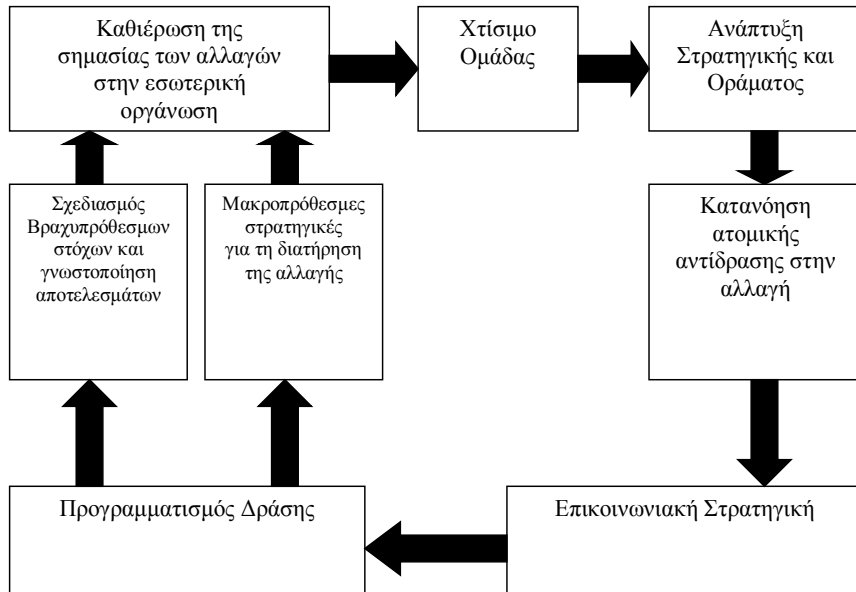 Καθιέρωση της
σημασίας των αλλαγών
στην εσωτερική
οργάνωση
Χτίσιμο
Ομάδας
Ανάπτυξη
Στρατηγικής και
Οράματος
Σχεδιασμός
Βραχυπρόθεσμων
στόχων και
γνωστοποίηση
αποτελεσμάτων
Μακροπρόθεσμες
στρατηγικές
για τη διατήρηση
της αλλαγής
Κατανόηση
ατομικής
αντίδρασης στην
αλλαγή
Προγραμματισμός Δράσης
Επικοινωνιακή Στρατηγική